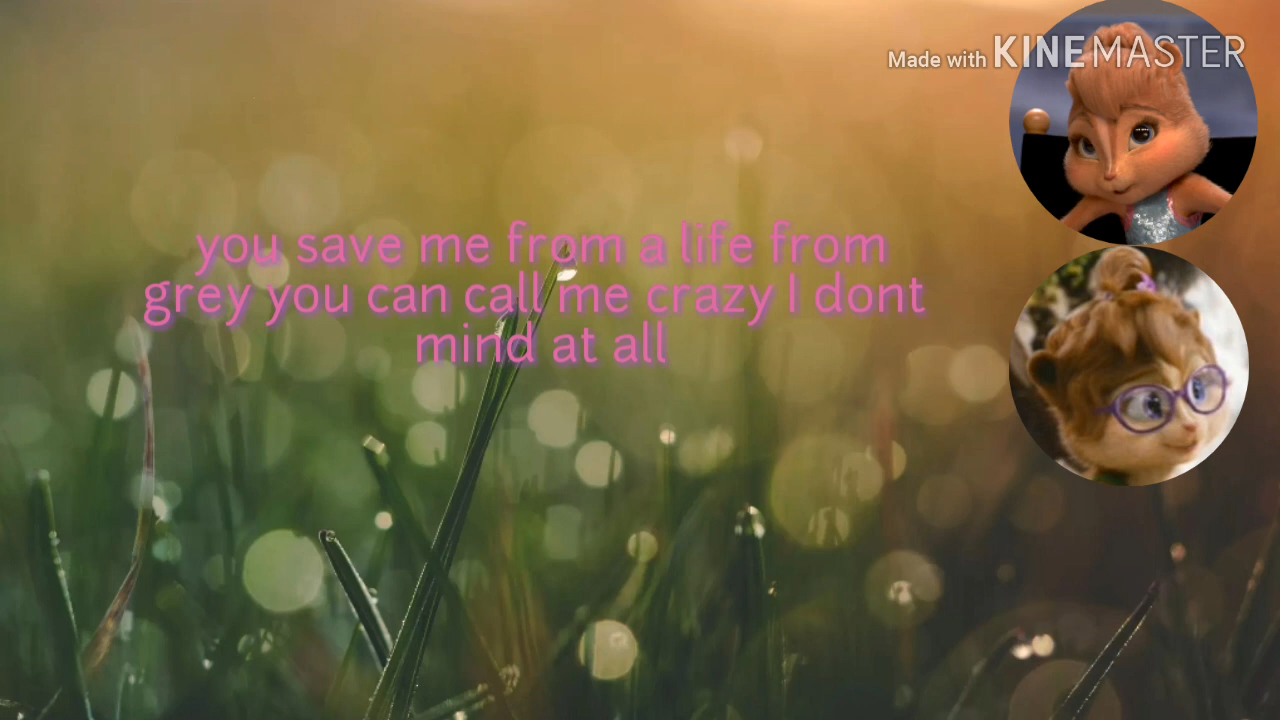 Made with KINEMASTER
you save me from a life from
grey you can call me crazy I dont
mind at all